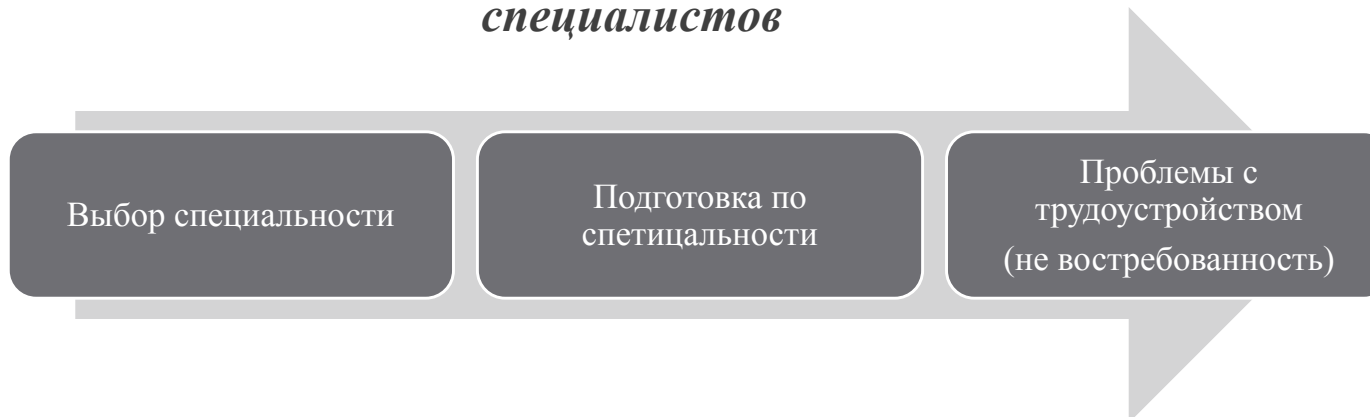 специалистов
Выбор специальности
Подготовка по
спетицальности
Проблемы с
трудоустройством
(не востребованность)